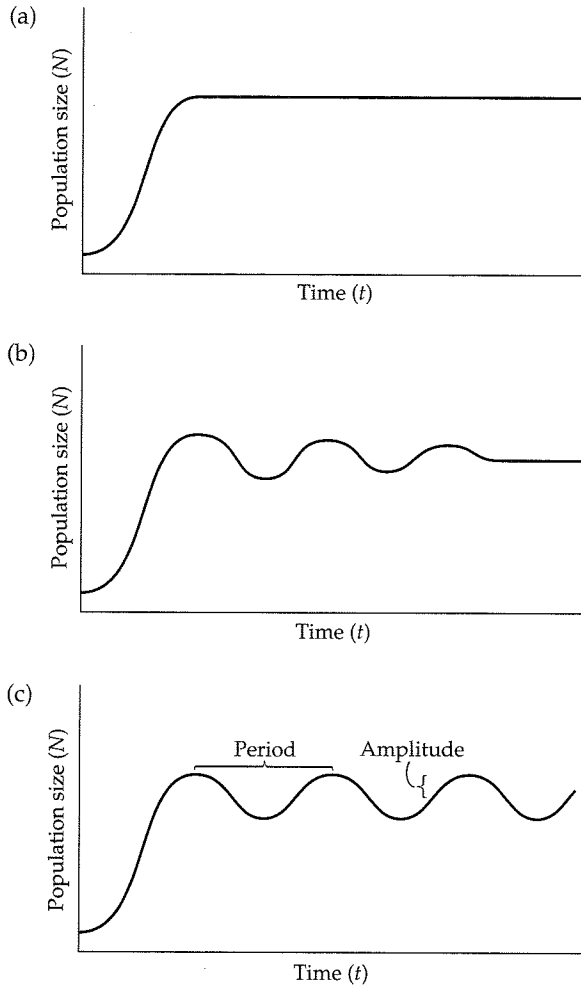 (a)
Population size (N)
Time (t)
(b)
Population size (N)
Time (t)
(c)
Population size (N)
Period
Amplitude
Time (t)